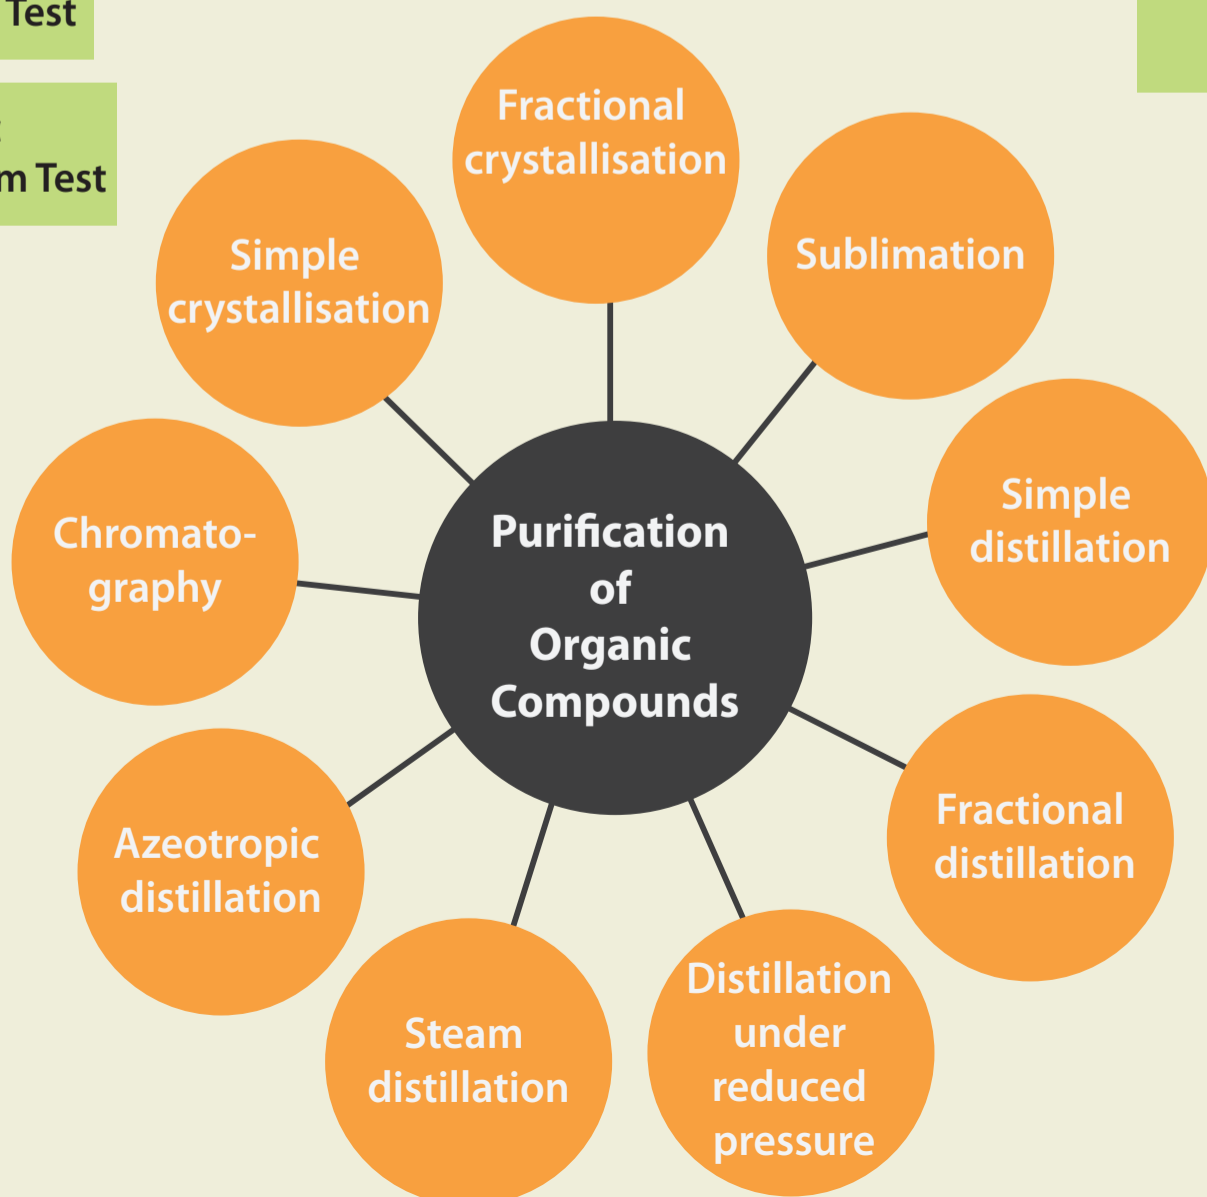 Test
m Test
Fractional
crystallisation
Simple
crystallisation
Sublimation
Simple
distillation
Chromato-
graphy
Purification
of
Organic
Compounds
Fractional
distillation
Azeotropic
distillation
Steam
distillation
Distillation
under
reduced
pressure